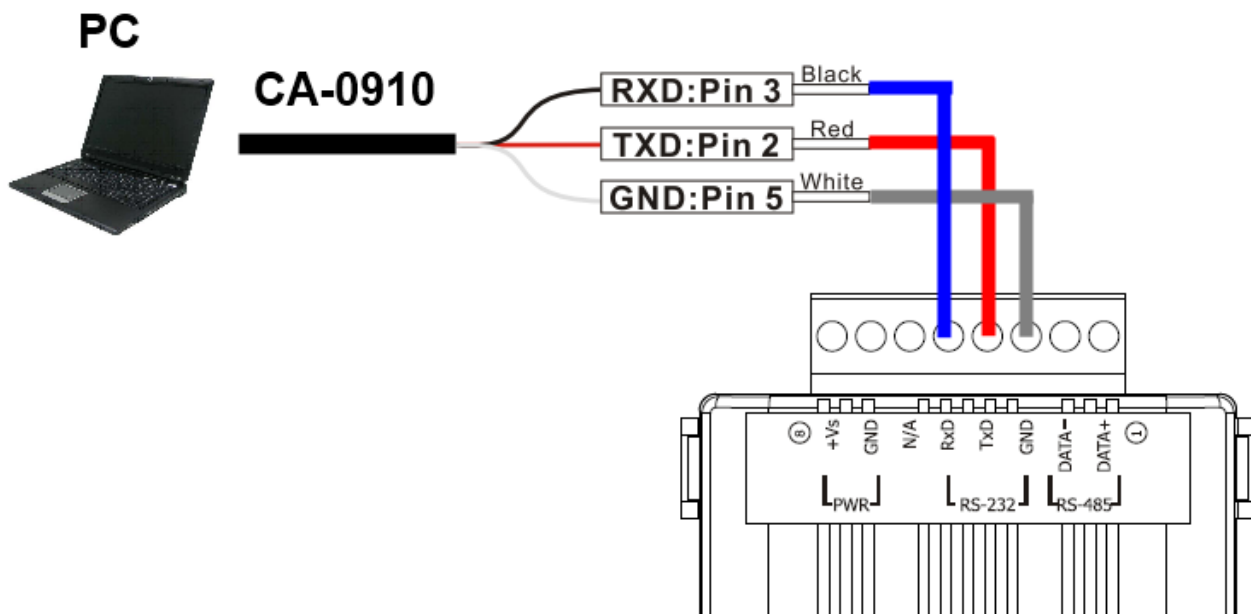 PC
CA-0910
RXD:Pin 3
Black
TXD:Pin 2
Red
GND:Pin 5
White
8
+Vs
GND
N/A
RxD
TxD
GND
DATA-
DATA+
1
PWR
RS-232
RS-485